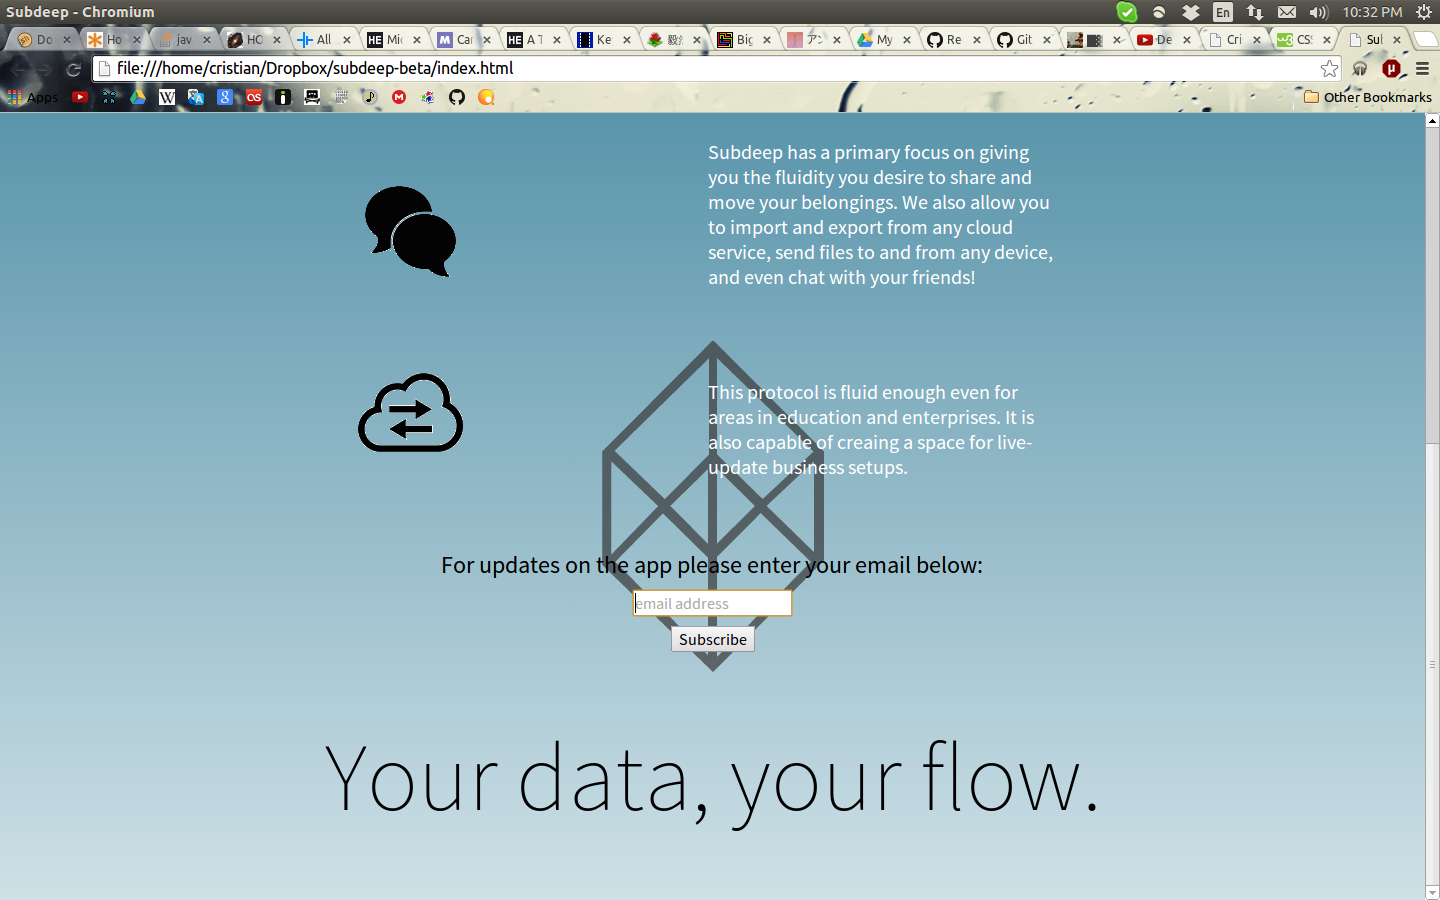 Subdeep - Chromium
En
10:32 PM
Do
Ho
jav
HO
All
Mic
Car
A T
Ke
Big
My
Re
Git
De
Cri
CS
Sul
file:///home/cristian/Dropbox/subdeep-beta/index.html
Apps
Other Bookmarks
Subdeep has a primary focus on giving
you the fluidity you desire to share and
move your belongings. We also allow you
to import and export from any cloud
service, send files to and from any device,
and even chat with your friends!
This protocol is fluid enough even for
areas in education and enterprises. It is
also capable of creaing a space for live-
update business setups.
For updates on the app please enter your email below:
email address
Subscribe
Your data, your flow.